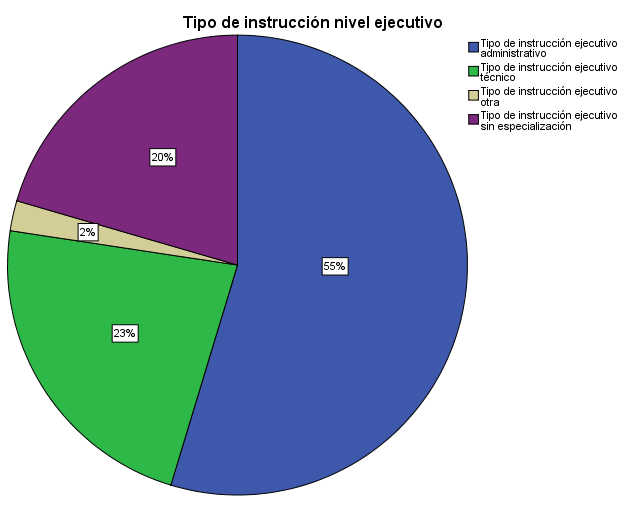 Tipo de instrucción nivel ejecutivo
Tipo de instrucción ejecutivo
administrativo
Tipo de instrucción ejecutivo
técnico
Tipo de instrucción ejecutivo
otra
Tipo de instrucción ejecutivo
sin especialización
20%
2%
55%
23%